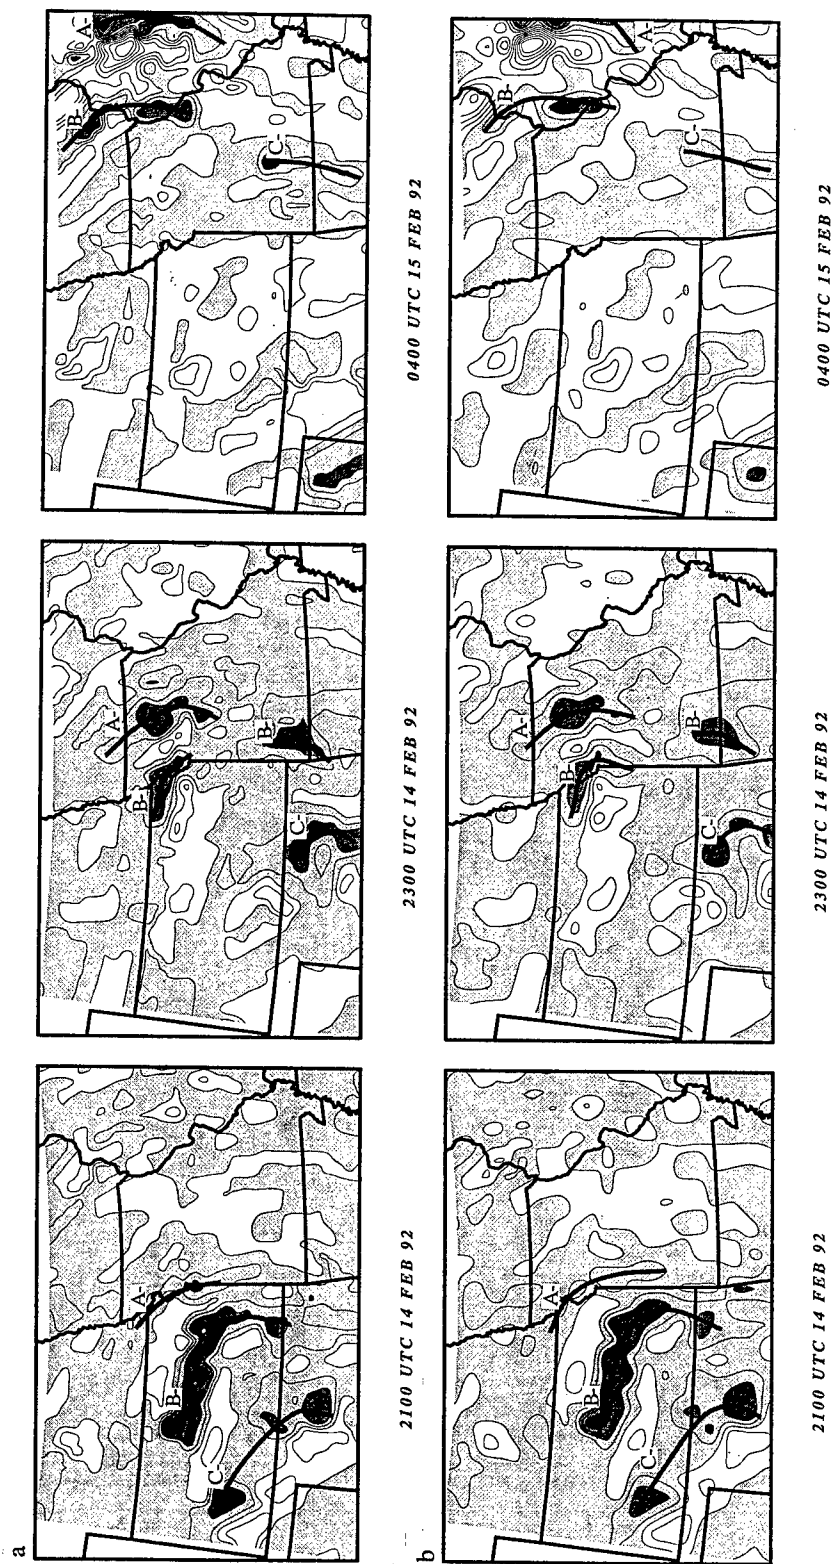 a
A-
B-
C-
A-
B-
B-
C-
A-
B-
C-
2100 UTC 14 FEB 92
2300 UTC 14 FEB 92
0400 UTC 15 FEB 92
b
A-
B-
C-
A-
B-
B-
C-
A-
B-
C-
2100 UTC 14 FEB 92
2300 UTC 14 FEB 92
0400 UTC 15 FEB 92